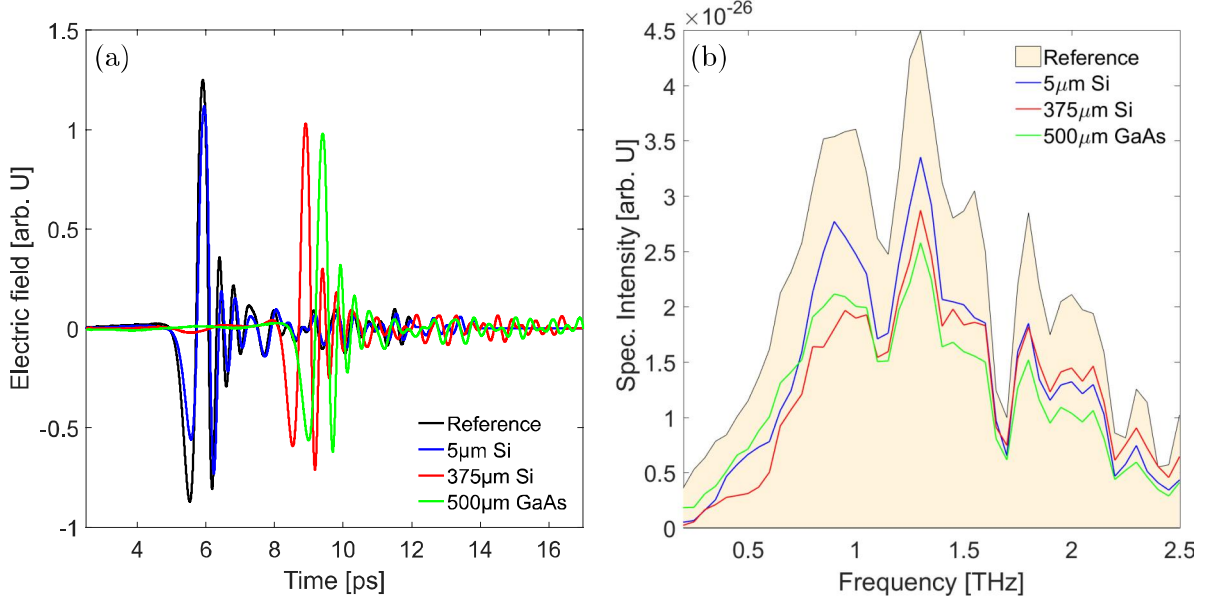 (a)
1.5
1
0.5
0
-0.5
-1
Electric field [arb. U]
Reference
5μm Si
375μm Si
500μm GaAs
4
6
8
10
12
14
16
Time [ps]
×10⁻²⁶
(b)
4.5
4
3.5
3
2.5
2
1.5
1
0.5
0
Spec. Intensity [arb. U]
Reference
5μm Si
375μm Si
500μm GaAs
0.5
1
1.5
2
2.5
Frequency [THz]